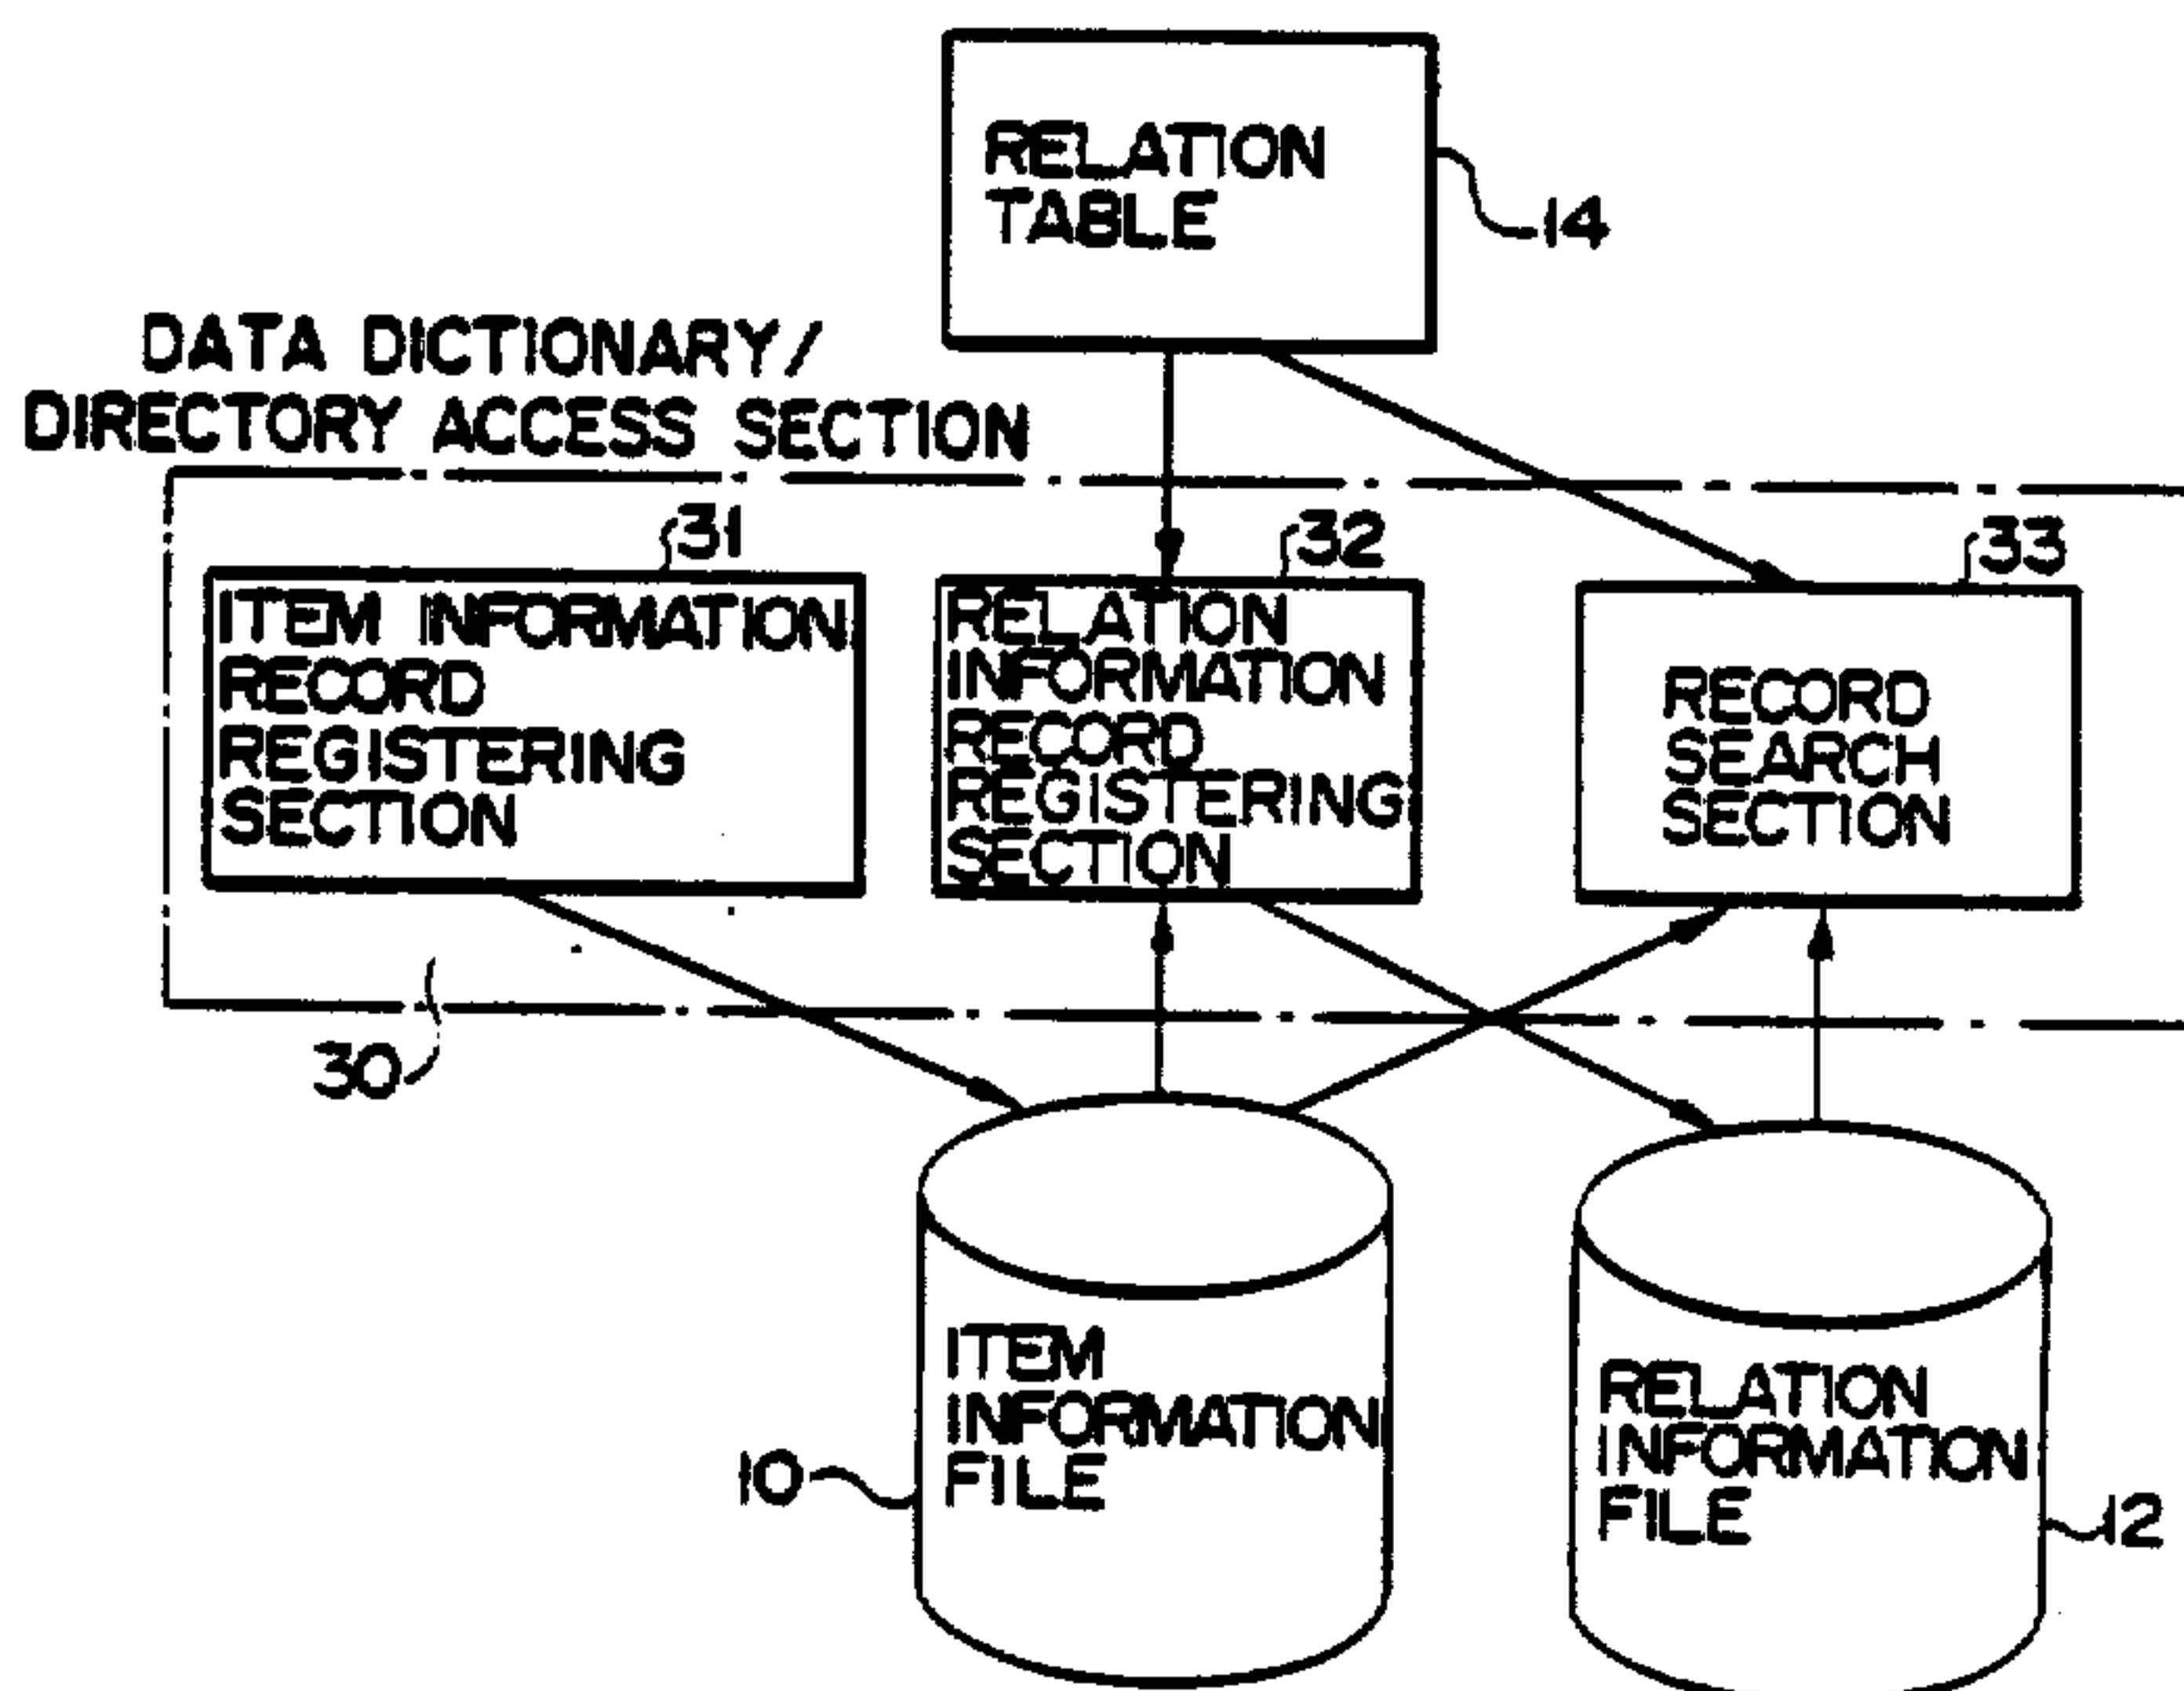 RELATION
TABLE
14
DATA DICTIONARY/
DIRECTORY ACCESS SECTION
31
32
33
ITEM INFORMATION
RECORD
REGISTERING
SECTION
RELATION
INFORMATION
RECORD
REGISTERING
SECTION
RECORD
SEARCH
SECTION
30
ITEM
INFORMATION
FILE
10
RELATION
INFORMATION
FILE
12